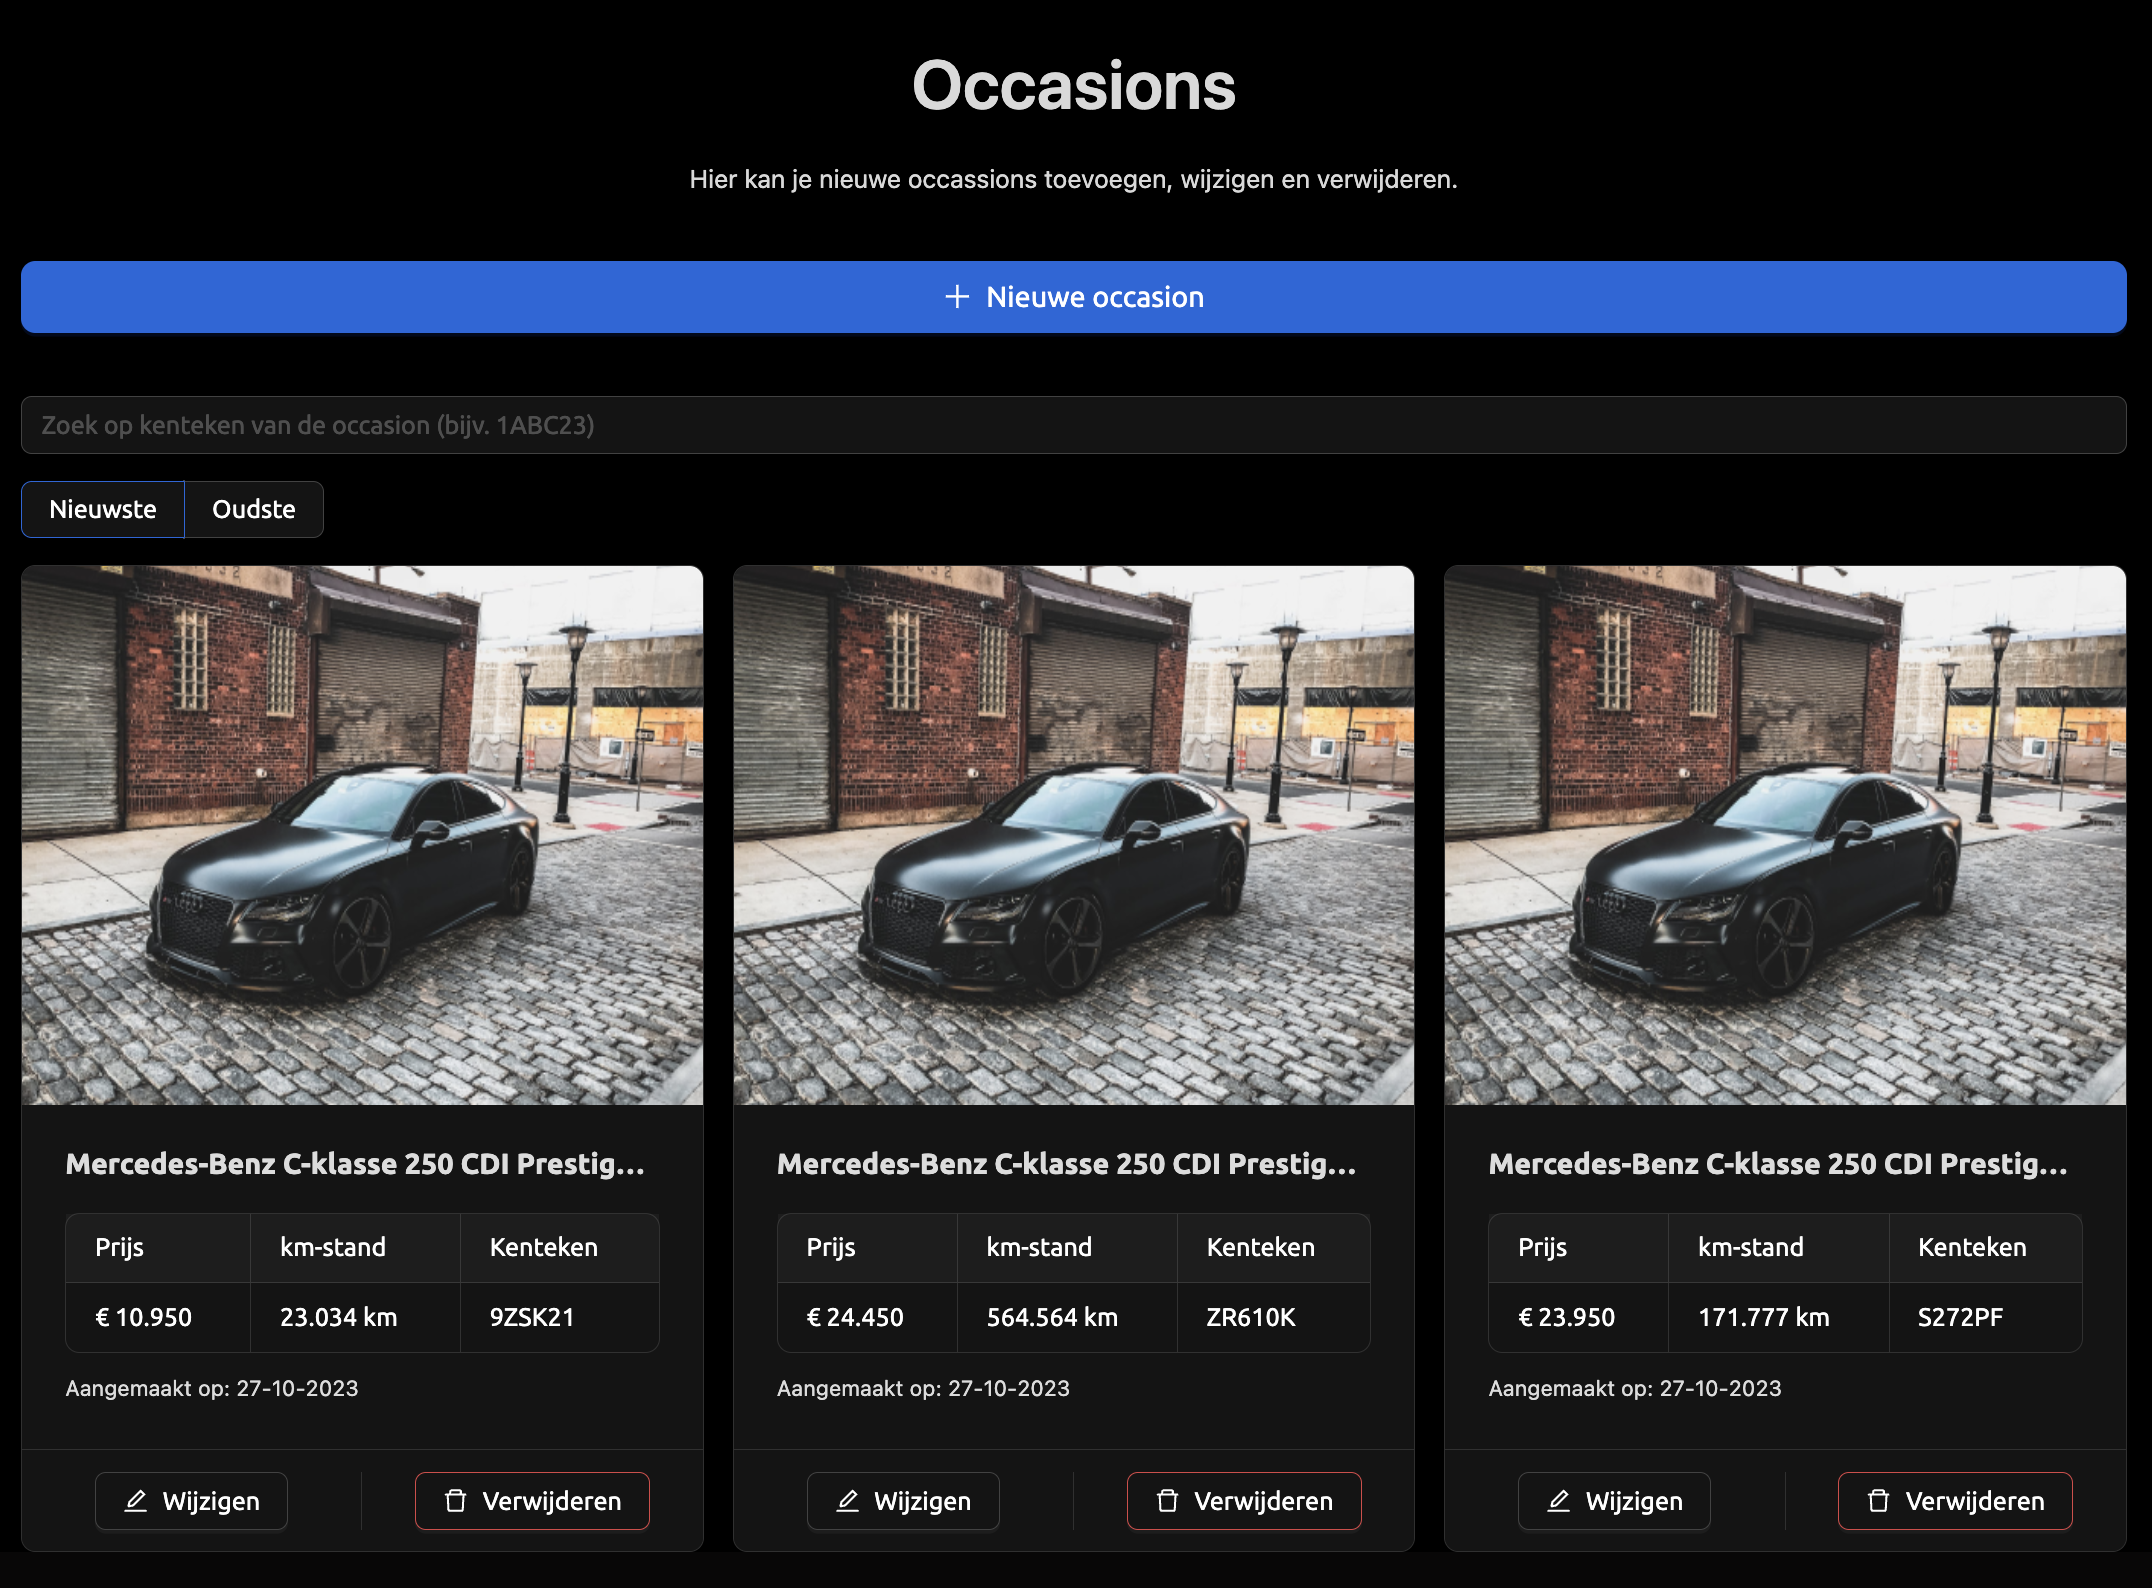 Occasions
Hier kan je nieuwe occassions toevoegen, wijzigen en verwijderen.
Nieuwe occasion
Zoek op kenteken van de occasion (bijv. 1ABC23)
Nieuwste Oudste
Mercedes-Benz C-klasse 250 CDI Prestig...
Prijs km-stand Kenteken
€ 10.950 23.034 km 9ZSK21
Aangemaakt op: 27-10-2023
Wijzigen Verwijderen
Mercedes-Benz C-klasse 250 CDI Prestig...
Prijs km-stand Kenteken
€ 24.450 564.564 km ZR610K
Aangemaakt op: 27-10-2023
Wijzigen Verwijderen
Mercedes-Benz C-klasse 250 CDI Prestig...
Prijs km-stand Kenteken
€ 23.950 171.777 km S272PF
Aangemaakt op: 27-10-2023
Wijzigen Verwijderen